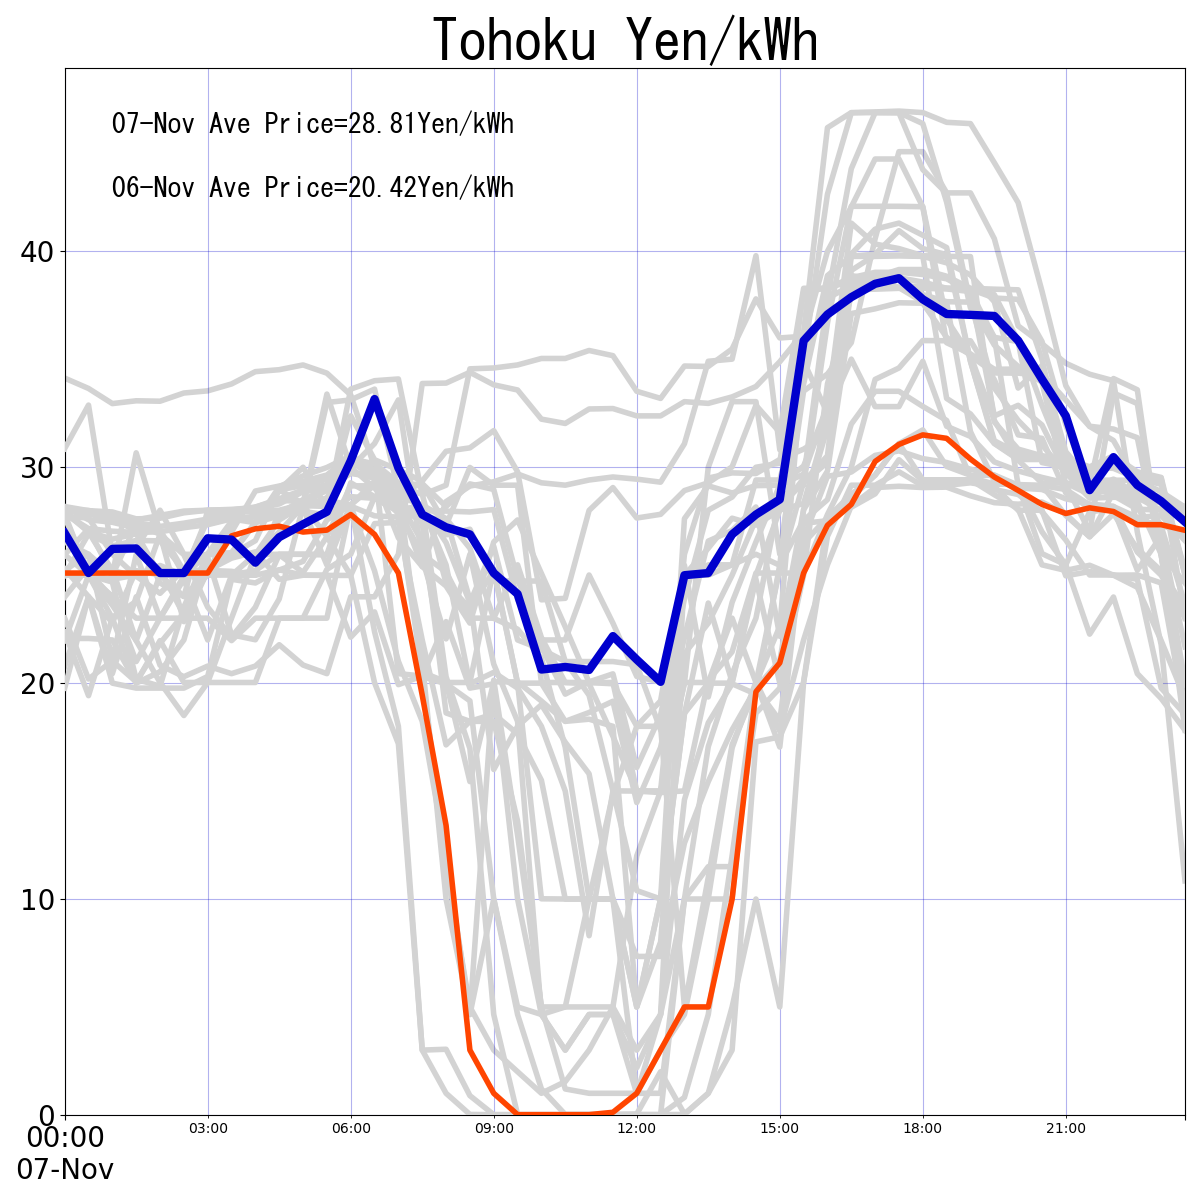 Tohoku Yen/kWh
07-Nov Ave Price=28.81Yen/kWh
06-Nov Ave Price=20.42Yen/kWh
40
30
20
10
0
00:00 03:00 06:00 09:00 12:00 15:00 18:00 21:00
07-Nov